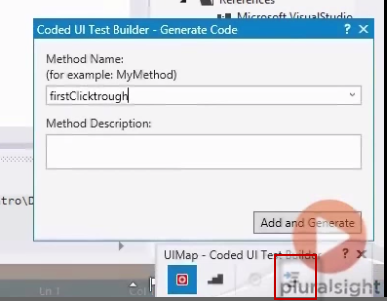 References
Microsoft.VisualStudio
Coded UI Test Builder - Generate Code ? ×
Method Name:
(for example: MyMethod)
firstClicktrough
Method Description:
tro\D
Add and Generate
UIMap - Coded UI Test Builder ? ×
Ln 1
pluralsight